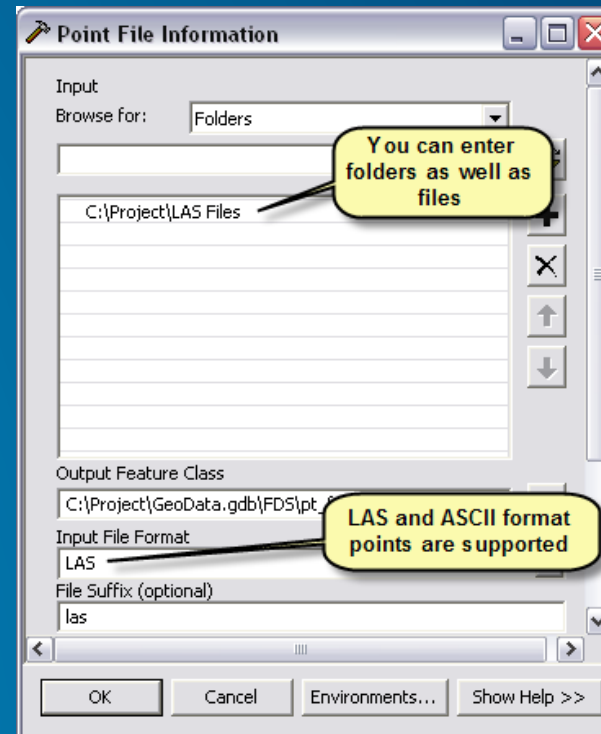 Point File Information
Input
Browse for:
Folders
You can enter
folders as well as
files
C:\Project\LAS Files
Output Feature Class
C:\Project\GeoData.gdb\FDS\pt_
LAS and ASCII format
points are supported
Input File Format
LAS
File Suffix (optional)
las
OK
Cancel
Environments...
Show Help >>